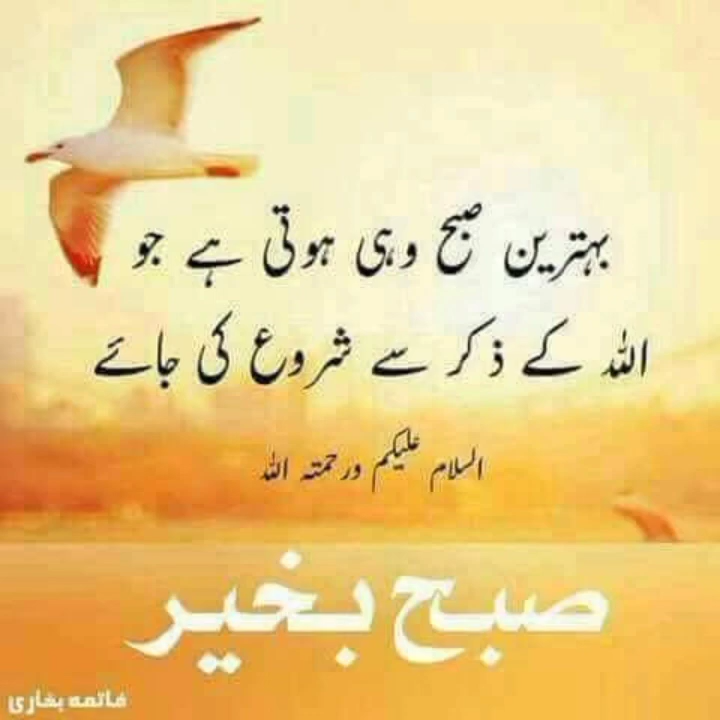 بہترین صبح وہی ہوتی ہے جو
اللہ کے ذکر سے شروع کی جائے
السلام علیکم ورحمتہ اللہ
صبح بخیر
فاتمہ بخاری